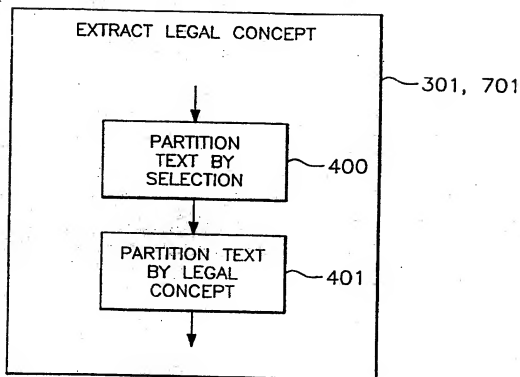 EXTRACT LEGAL CONCEPT
301, 701
PARTITION
TEXT BY
SELECTION
400
PARTITION TEXT
BY LEGAL
CONCEPT
401